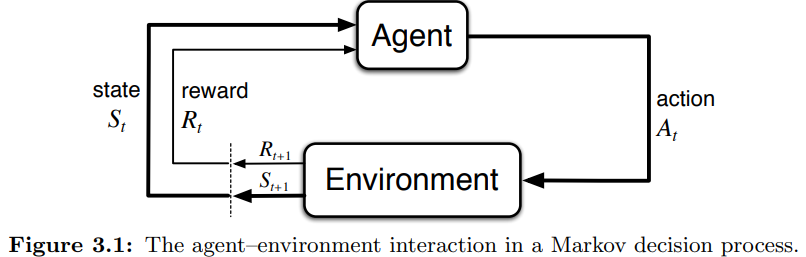 Agent
state
S_t
reward
R_t
action
A_t
R_{t+1}
S_{t+1}
Environment
Figure 3.1: The agent–environment interaction in a Markov decision process.